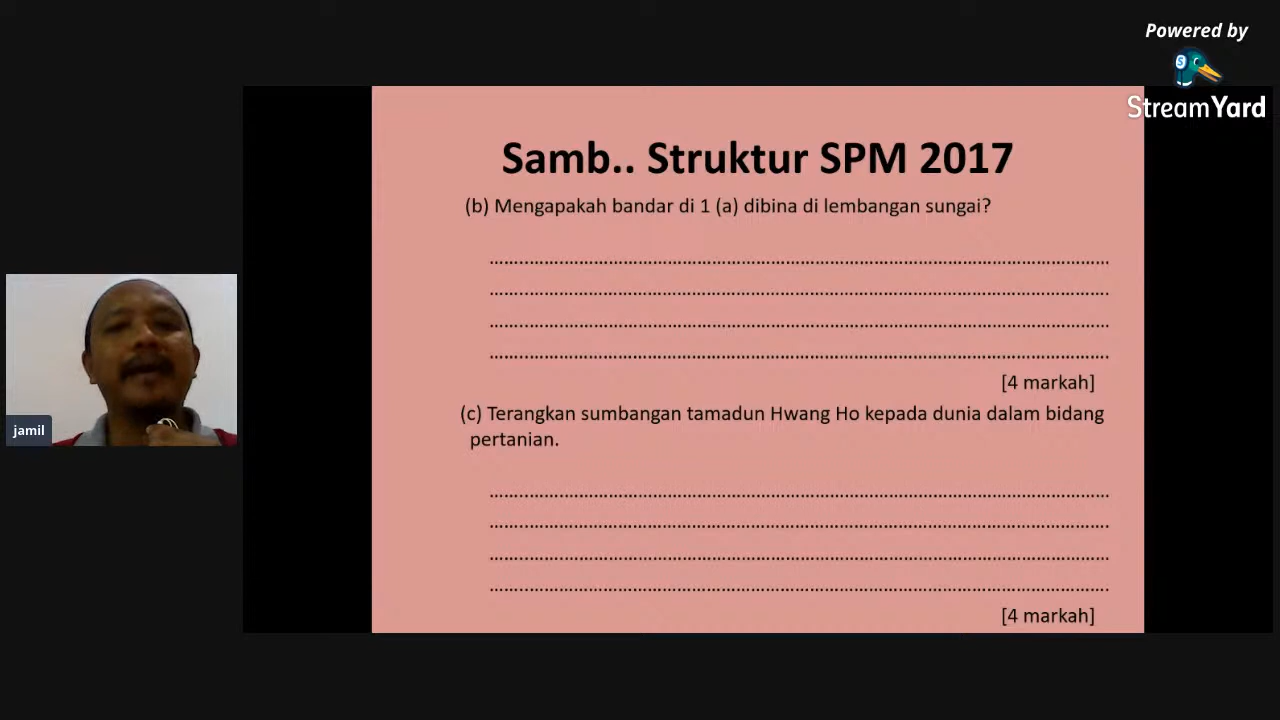 Powered by
StreamYard
Samb.. Struktur SPM 2017
(b) Mengapakah bandar di 1 (a) dibina di lembangan sungai?
................................................................................................................
................................................................................................................
................................................................................................................
................................................................................................................
[4 markah]
(c) Terangkan sumbangan tamadun Hwang Ho kepada dunia dalam bidang
pertanian.
................................................................................................................
................................................................................................................
................................................................................................................
................................................................................................................
[4 markah]
jamil